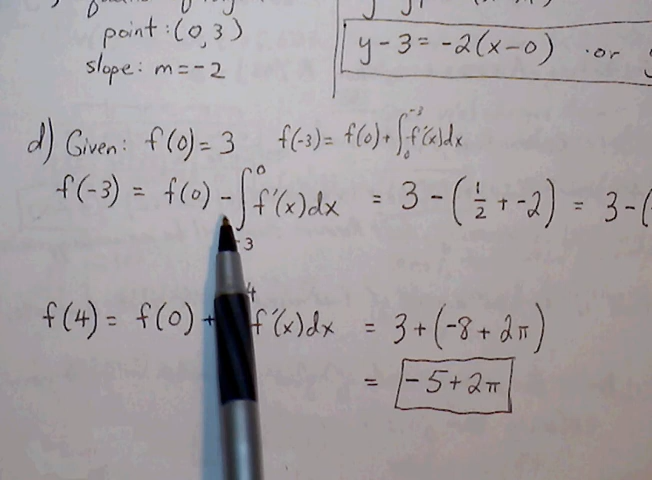 point: (0,3)
slope: m = -2
y - 3 = -2(x - 0) or
d) Given: f(0) = 3 f(-3) = f(0) + ∫₀⁻³ f'(x)dx
f(-3) = f(0) - ∫₋₃⁰ f'(x)dx = 3 - (1/2 + -2) = 3 - (
f(4) = f(0) + 4 f'(x)dx = 3 + (-8 + 2π)
= -5 + 2π